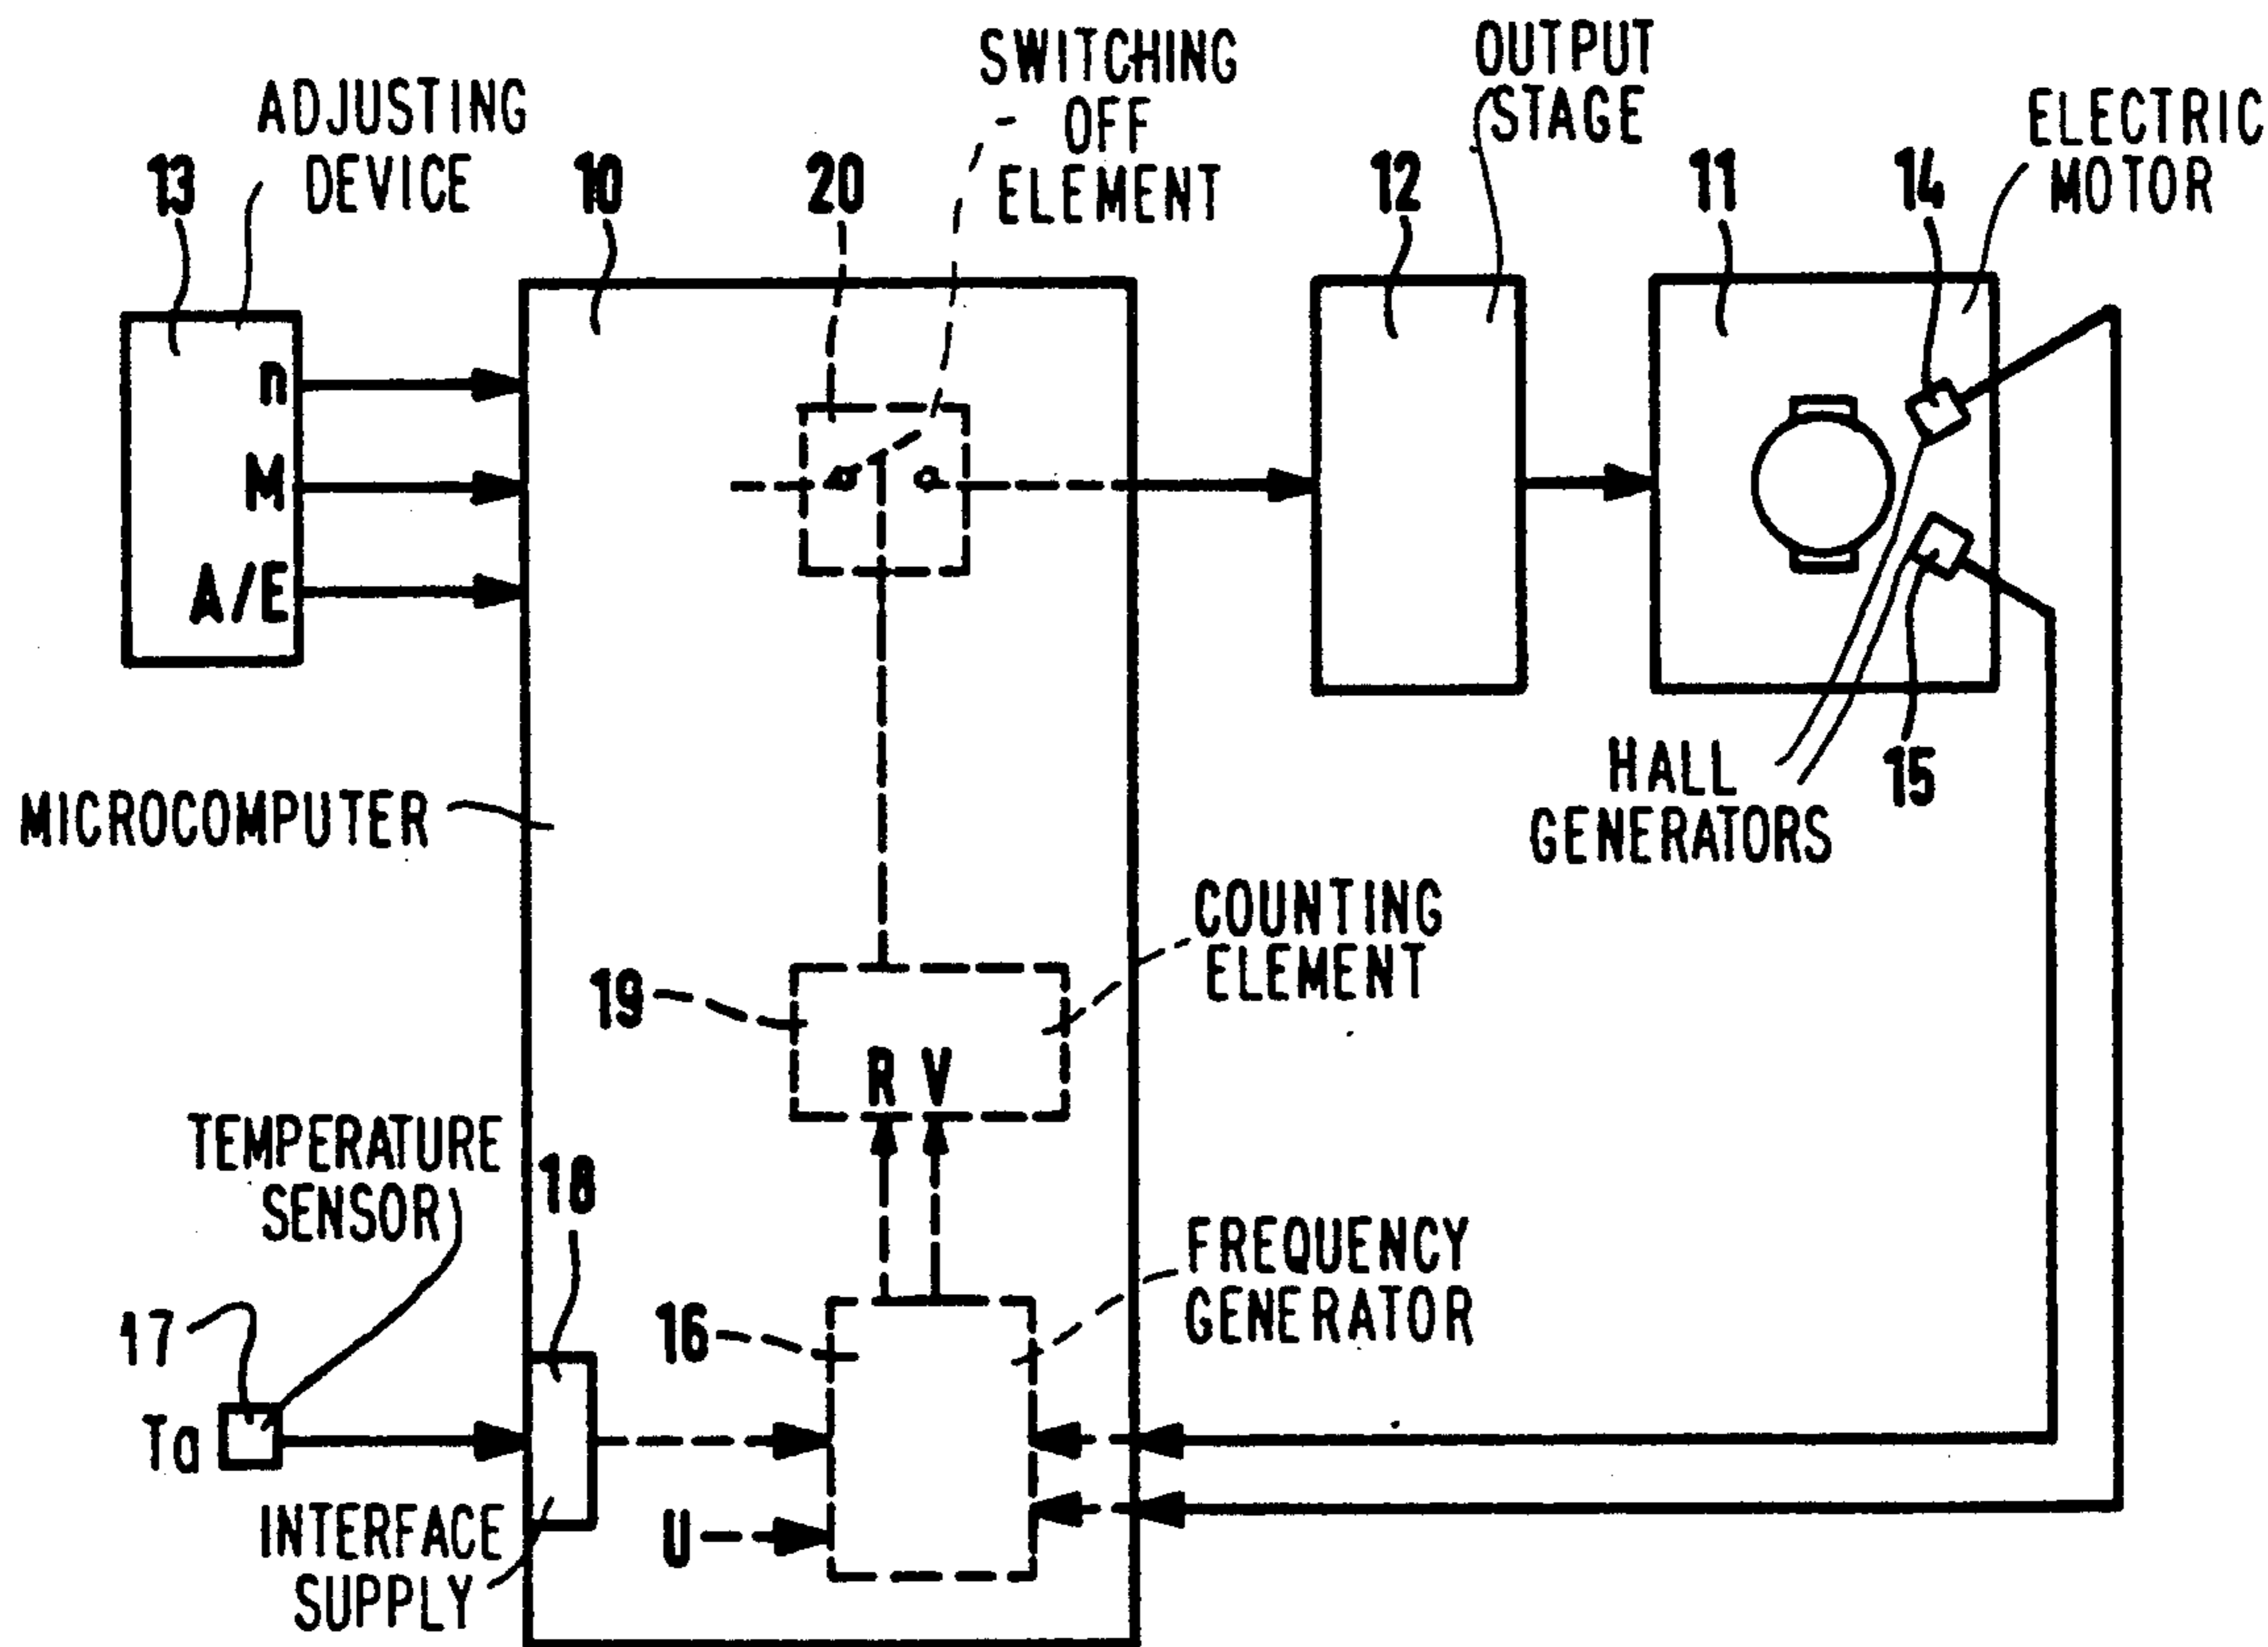 SWITCHING
OFF
ELEMENT
OUTPUT
STAGE
ADJUSTING
DEVICE
ELECTRIC
MOTOR
13
10
20
12
11
14
n
M
A/E
HALL
GENERATORS
15
MICROCOMPUTER
COUNTING
ELEMENT
19
R V
TEMPERATURE
SENSOR
18
FREQUENCY
GENERATOR
17
16
Ta
INTERFACE
SUPPLY
U